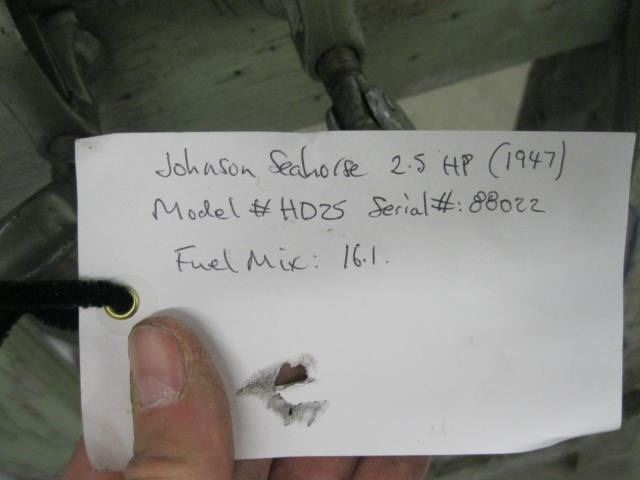 Johnson Seahorse 2.5 HP (1947)
Model # HD25 Serial #: 88022
Fuel Mix: 16.1.